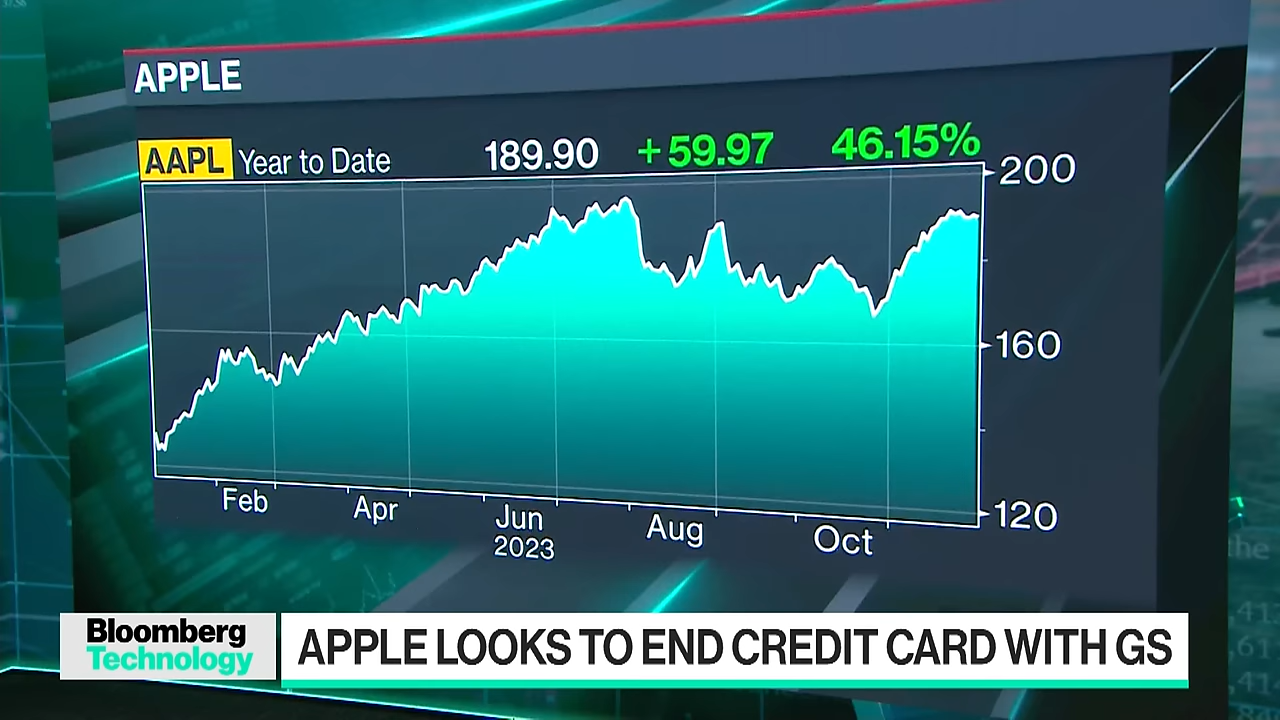 APPLE
AAPL Year to Date 189.90 +59.97 46.15%
200
160
120
Feb Apr Jun Aug Oct
2023
Bloomberg
Technology
APPLE LOOKS TO END CREDIT CARD WITH GS
the